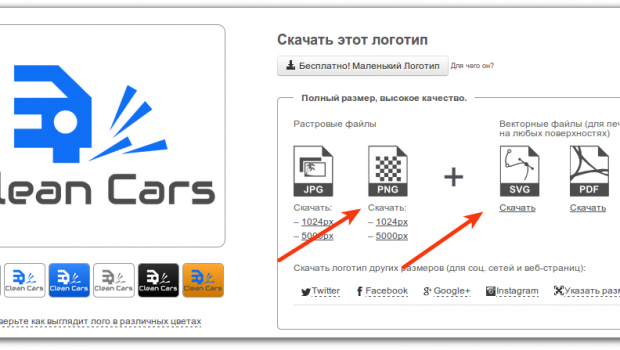 Скачать этот логотип
Бесплатно! Маленький Логотип Для чего он?
Полный размер, высокое качество.
Растровые файлы
Векторные файлы (для печ
на любых поверхностях)
JPG
PNG
+
SVG
PDF
Скачать:
– 1024px
– 5000px
Скачать:
– 1024px
– 5000px
Скачать
Скачать
Скачать логотип других размеров (для соц. сетей и веб-страниц):
Twitter
Facebook
Google+
Instagram
Указать разм
lean Cars
Clean Cars
Clean Cars
Clean Cars
Clean Cars
верьте как выглядит лого в различных цветах